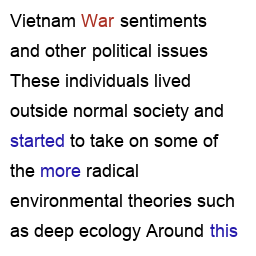 Vietnam War sentiments
and other political issues
These individuals lived
outside normal society and
started to take on some of
the more radical
environmental theories such
as deep ecology Around this